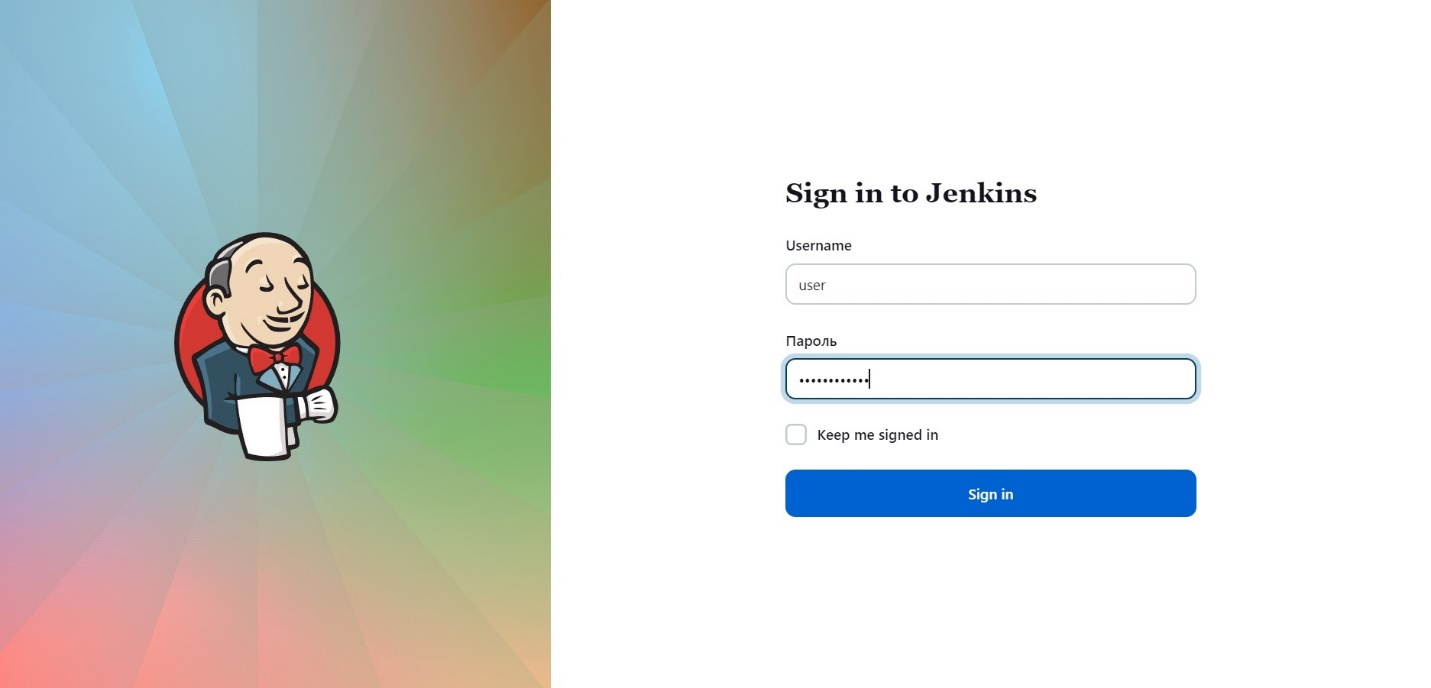 Sign in to Jenkins
Username
user
Пароль
••••••••••••
Keep me signed in
Sign in